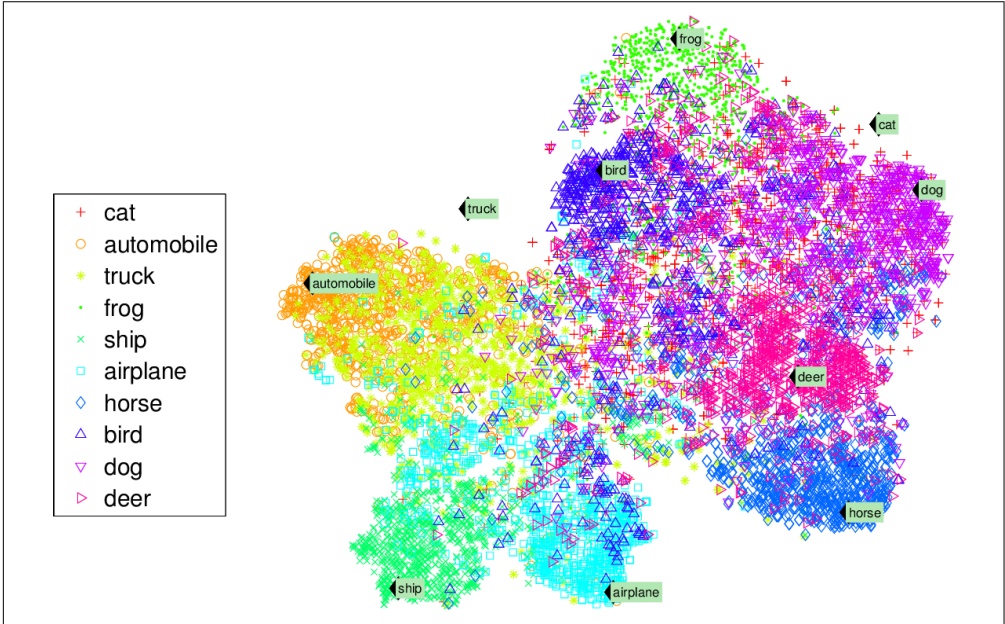 frog
cat
bird
dog
truck
cat
automobile
truck
frog
ship
airplane
horse
bird
dog
deer
automobile
deer
horse
ship
airplane